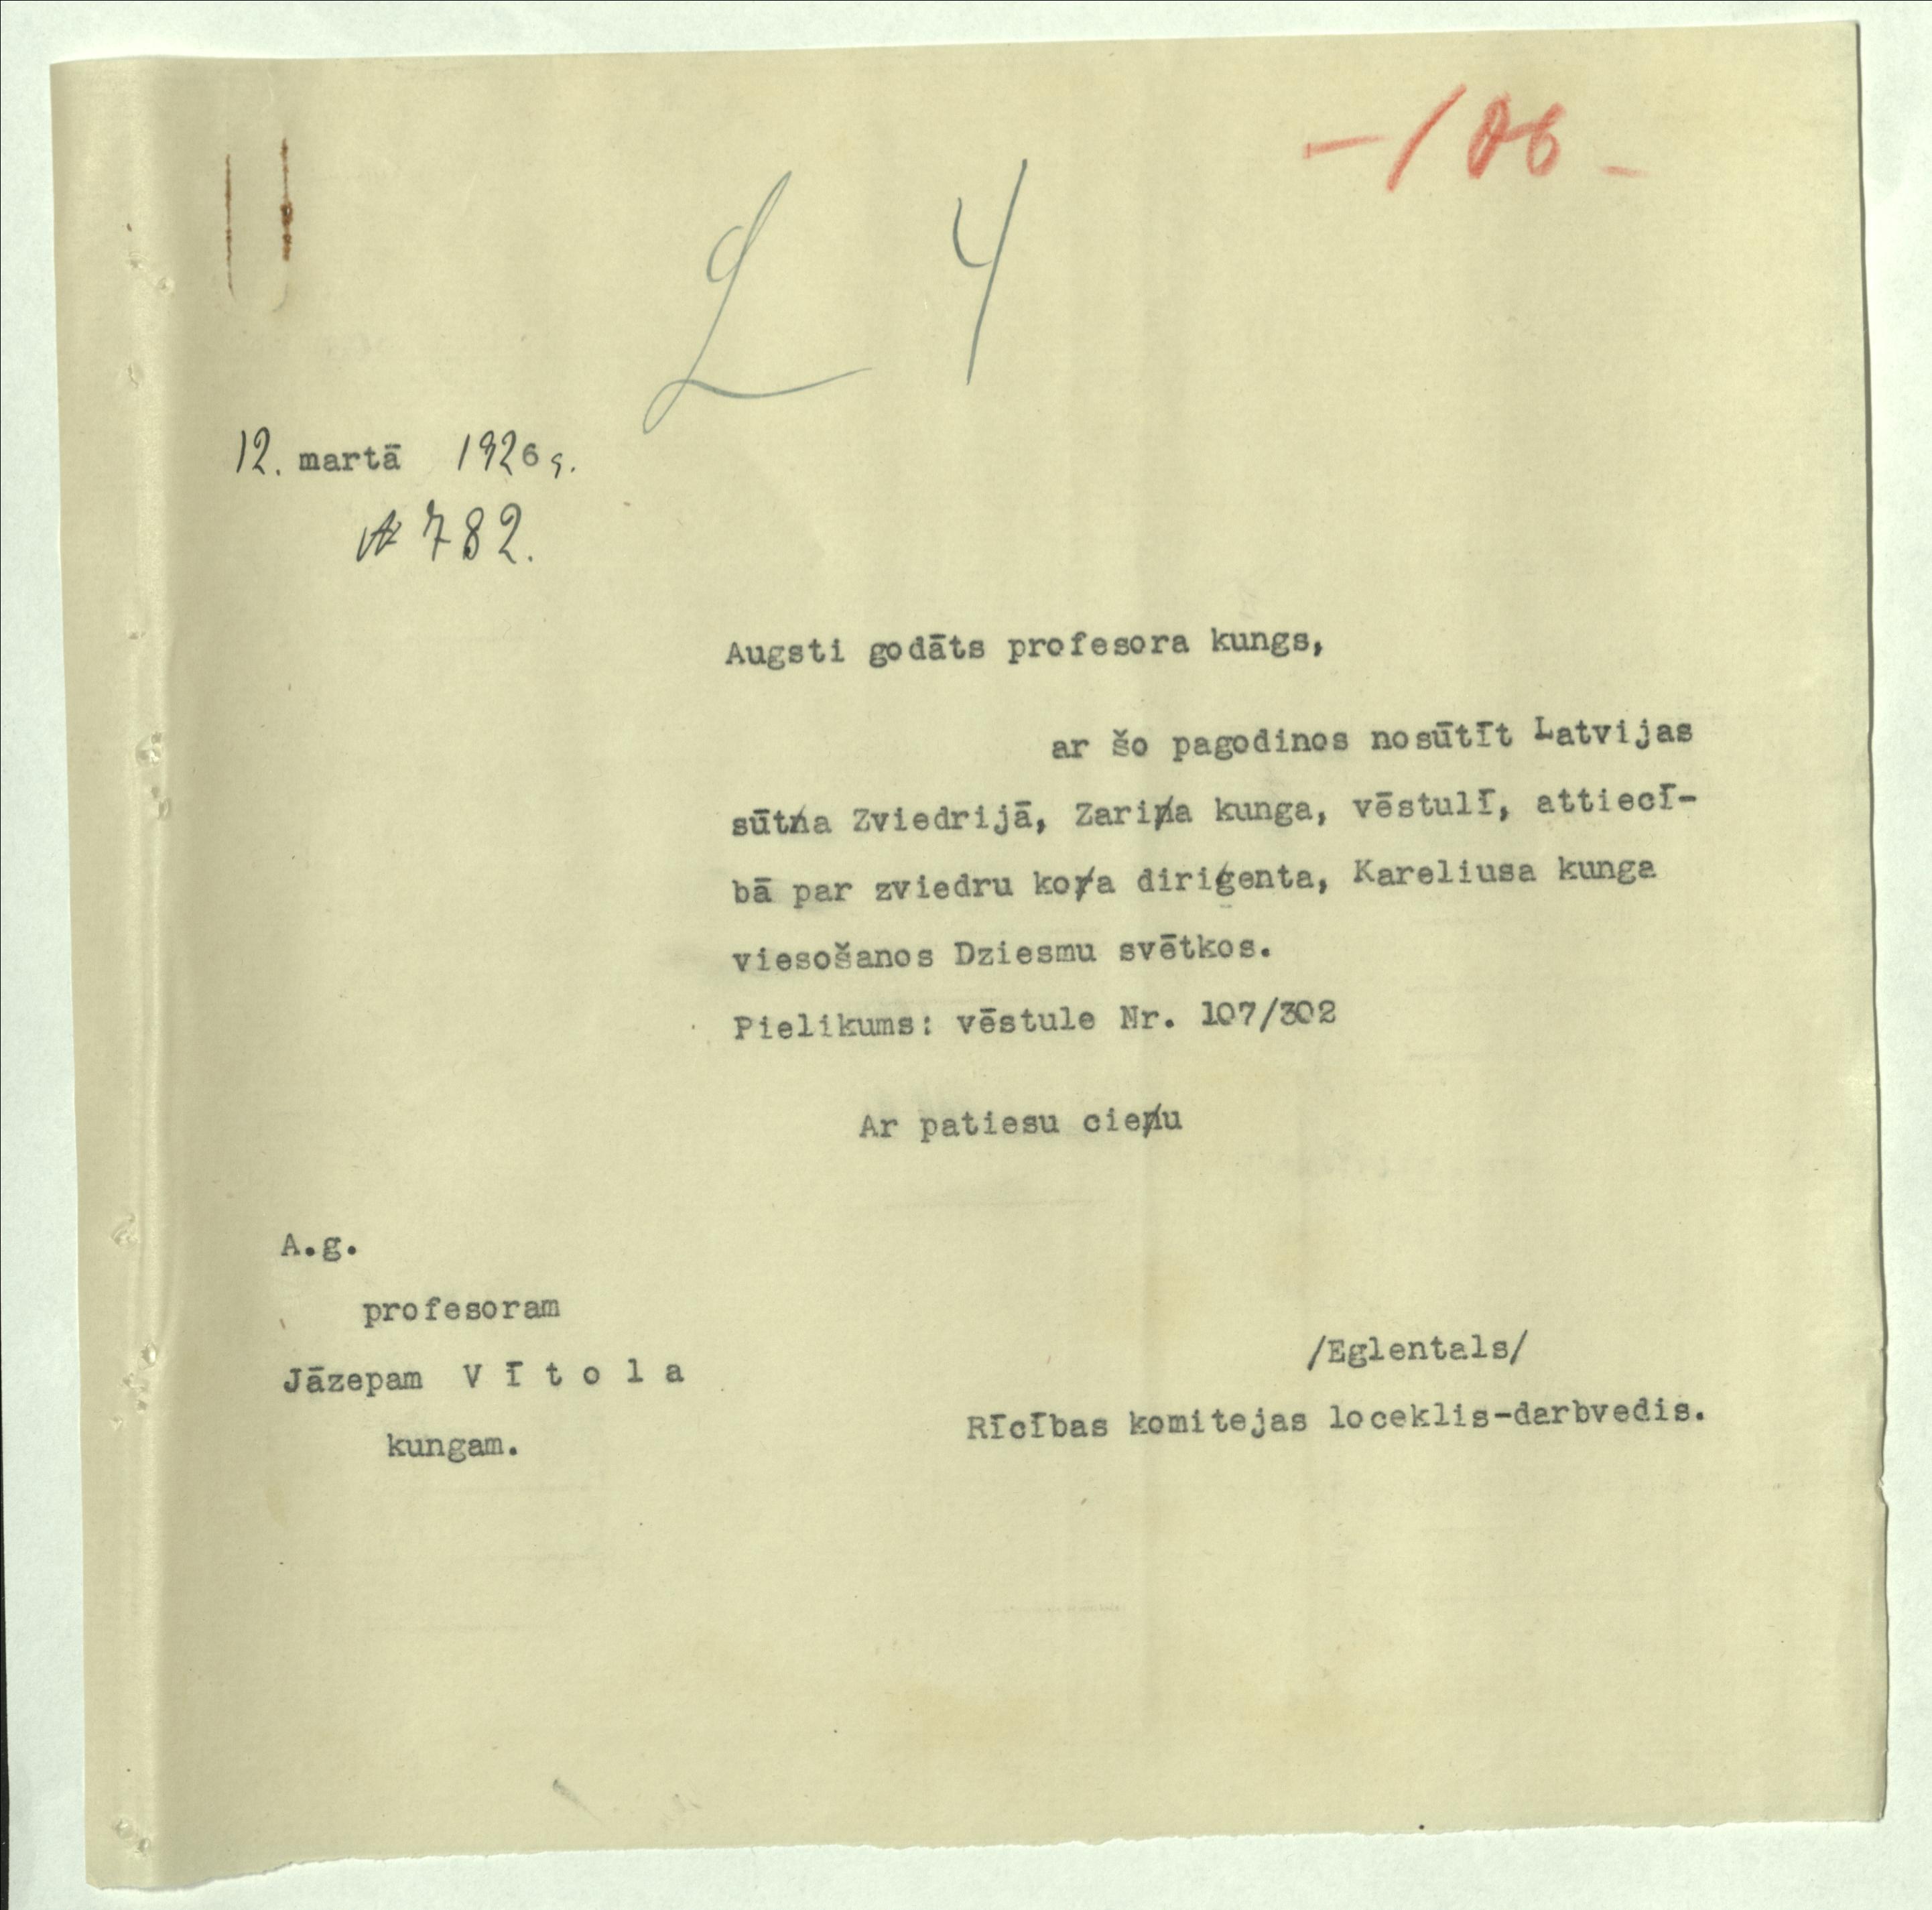 - 106 -
L 4
12. martā 1926 g.
№ 782.
Augsti godāts profesora kungs,
ar šo pagodinos nosūtīt Latvijas
sūtņa Zviedrijā, Zariņa kunga, vēstulī, attiecī-
bā par zviedru koŗa diriģenta, Kareliusa kunga
viesošanos Dziesmu svētkos.
Pielikums: vēstule Nr. 107/302
Ar patiesu cieņu
A.g.
profesoram
Jāzepam V ī t o l a
kungam.
/Eglentals/
Rīcības komitejas loceklis-darbvedis.